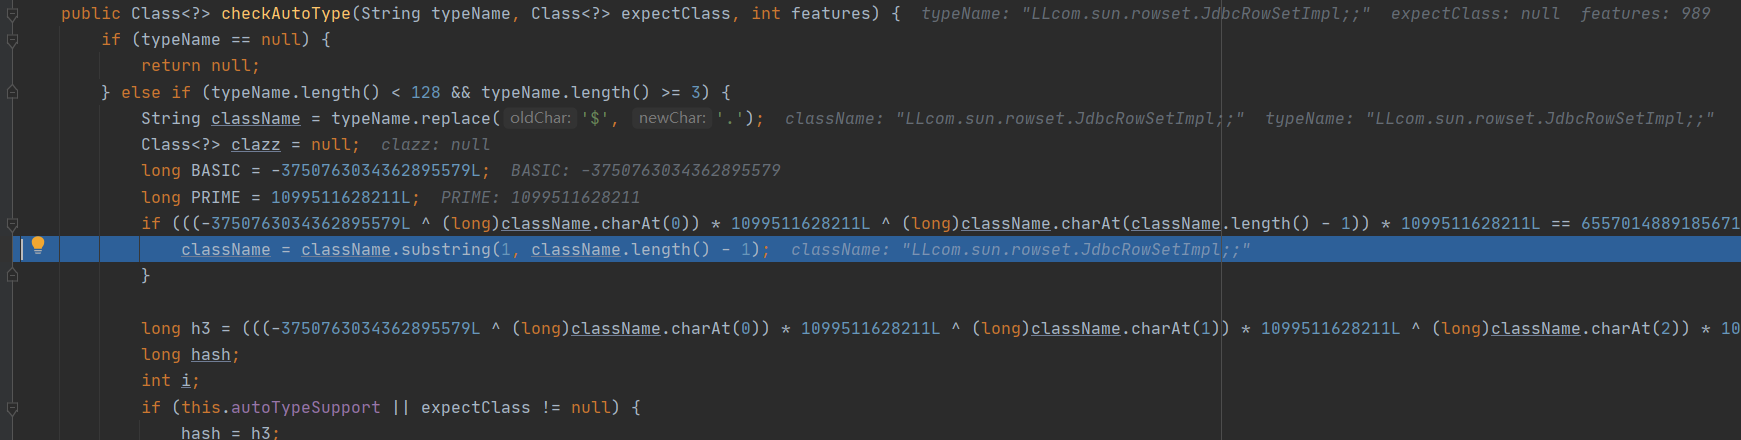 public Class<?> checkAutoType(String typeName, Class<?> expectClass, int features) {  typeName: "LLcom.sun.rowset.JdbcRowSetImpl;;"  expectClass: null  features: 989
if (typeName == null) {
return null;
} else if (typeName.length() < 128 && typeName.length() >= 3) {
String className = typeName.replace( oldChar: '$', newChar: '.');  className: "LLcom.sun.rowset.JdbcRowSetImpl;;"  typeName: "LLcom.sun.rowset.JdbcRowSetImpl;;"
Class<?> clazz = null;  clazz: null
long BASIC = -3750763034362895579L;  BASIC: -3750763034362895579
long PRIME = 1099511628211L;  PRIME: 1099511628211
if (((-3750763034362895579L ^ (long)className.charAt(0)) * 1099511628211L ^ (long)className.charAt(className.length() - 1)) * 1099511628211L == 655701488918567 1
className = className.substring(1, className.length() - 1);  className: "LLcom.sun.rowset.JdbcRowSetImpl;;"
}
long h3 = (((-3750763034362895579L ^ (long)className.charAt(0)) * 1099511628211L ^ (long)className.charAt(1)) * 1099511628211L ^ (long)className.charAt(2)) * 10
long hash;
int i;
if (this.autoTypeSupport || expectClass != null) {
hash = h3;